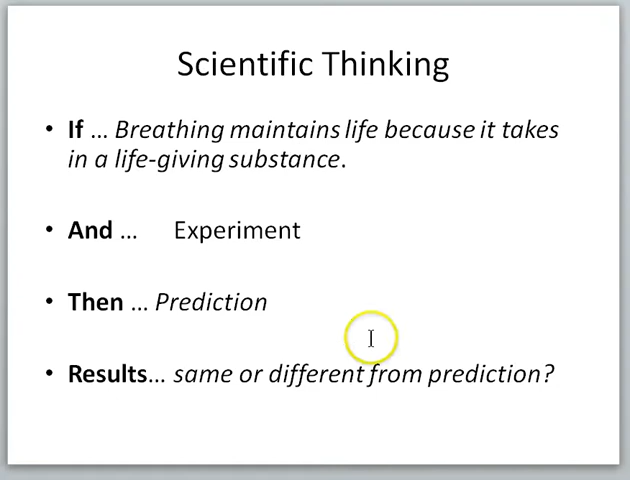 Scientific Thinking
• If ... Breathing maintains life because it takes
in a life-giving substance.
• And ... Experiment
• Then ... Prediction
• Results... same or different from prediction?